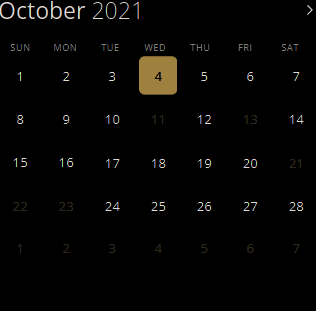 October 2021
SUN MON TUE WED THU FRI SAT
1 2 3 4 5 6 7
8 9 10 11 12 13 14
15 16 17 18 19 20 21
22 23 24 25 26 27 28
1 2 3 4 5 6 7